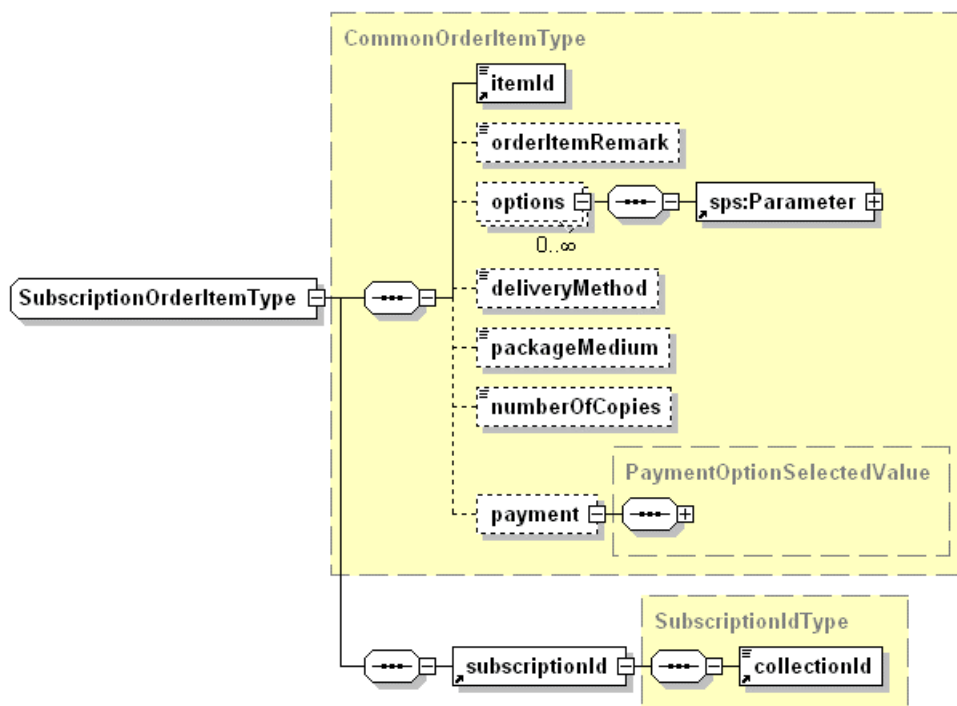 CommonOrderItemType
itemId
orderItemRemark
options
sps:Parameter
0..∞
SubscriptionOrderItemType
deliveryMethod
packageMedium
numberOfCopies
PaymentOptionSelectedValue
payment
SubscriptionIdType
subscriptionId
collectionId